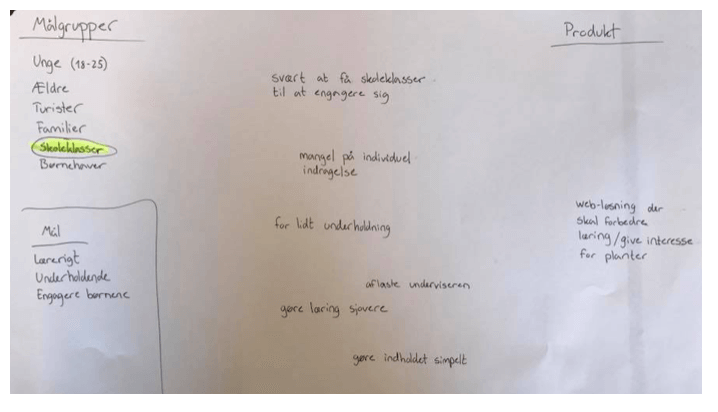 Målgrupper
Unge (18-25)
Ældre
Turister
Familier
Skoleklasser
Børnehaver
Mål
Lærerigt
Underholdende
Engagere børnene
svært at få skoleklasser
til at engagere sig
mangel på individuel
indragelse
for lidt underholdning
aflaste underviseren
gøre læring sjovere
gøre indholdet simpelt
Produkt
web-løsning der
skal forbedre
læring/give interesse
for planter